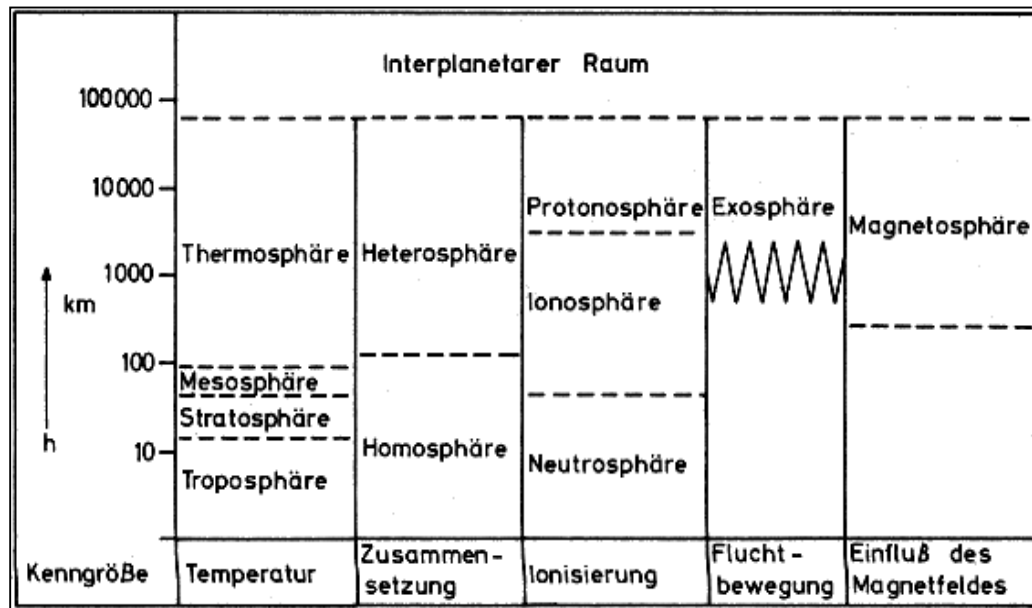 Interplanetarer Raum
100000
10000
1000
km
100
10
h
Thermosphäre
Mesosphäre
Stratosphäre
Troposphäre
Heterosphäre
Homosphäre
Protonosphäre
Ionosphäre
Neutrosphäre
Exosphäre
Magnetosphäre
Kenngröße
Temperatur
Zusammen-
setzung
Ionisierung
Flucht-
bewegung
Einfluß des
Magnetfeldes